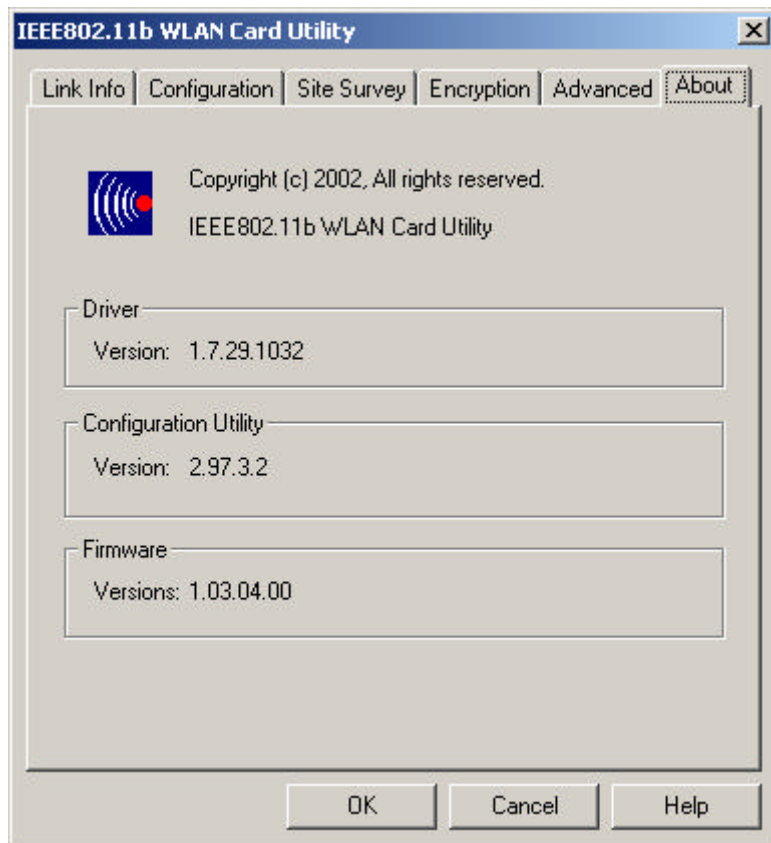 IEEE802.11b WLAN Card Utility
Link Info Configuration Site Survey Encryption Advanced About
Copyright (c) 2002, All rights reserved.
IEEE802.11b WLAN Card Utility
Driver
Version: 1.7.29.1032
Configuration Utility
Version: 2.97.3.2
Firmware
Versions: 1.03.04.00
OK Cancel Help